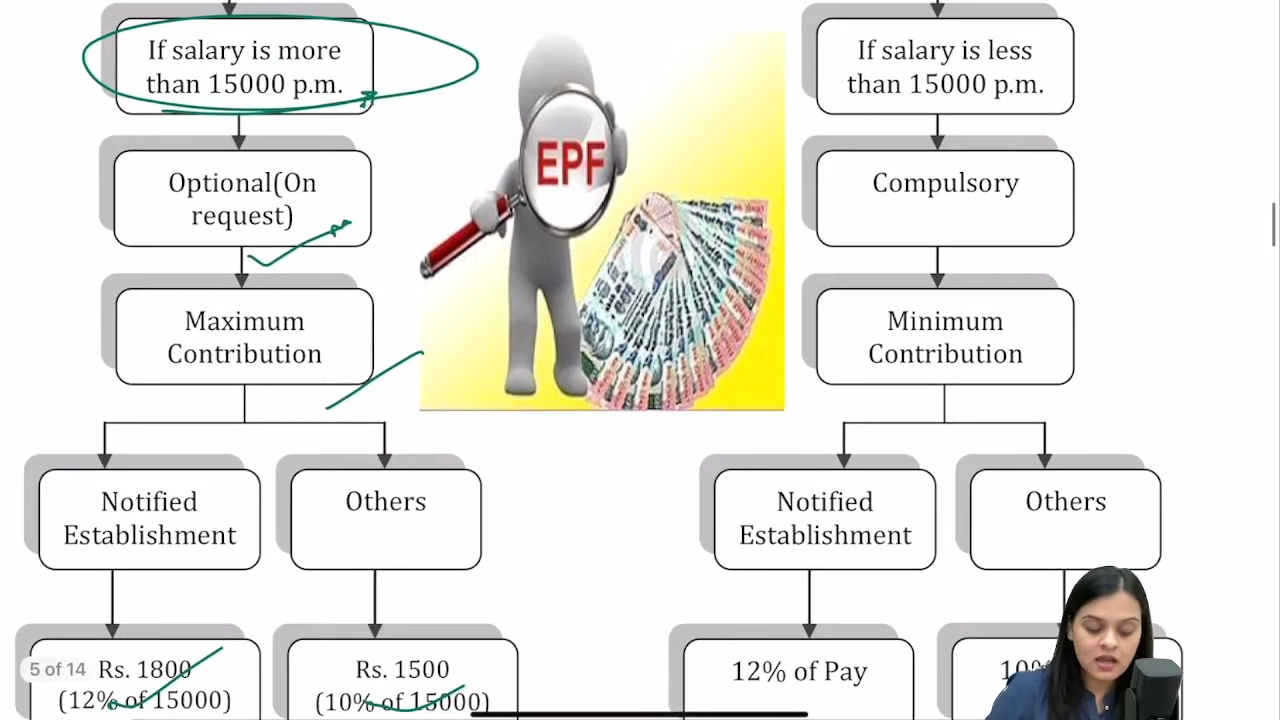 If salary is more
than 15000 p.m.
If salary is less
than 15000 p.m.
Optional(On
request)
EPF
Compulsory
Maximum
Contribution
Minimum
Contribution
Notified
Establishment
Others
Notified
Establishment
Others
5 of 14
Rs. 1800
(12% of 15000)
Rs. 1500
(10% of 15000)
12% of Pay